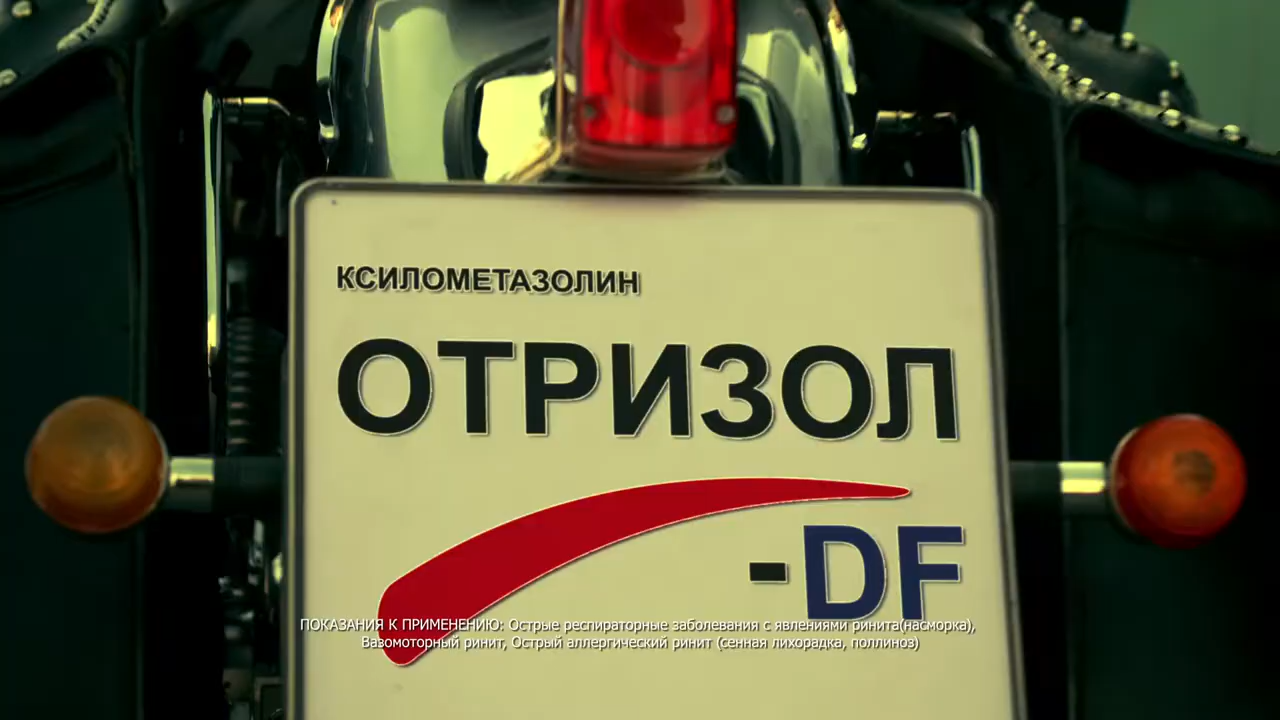 КСИЛОМЕТАЗОЛИН
ОТРИЗОЛ
-DF
ПОКАЗАНИЯ К ПРИМЕНЕНИЮ: Острые респираторные заболевания с явлениями ринита(насморка),
Вазомоторный ринит, Острый аллергический ринит (сенная лихорадка, поллиноз)